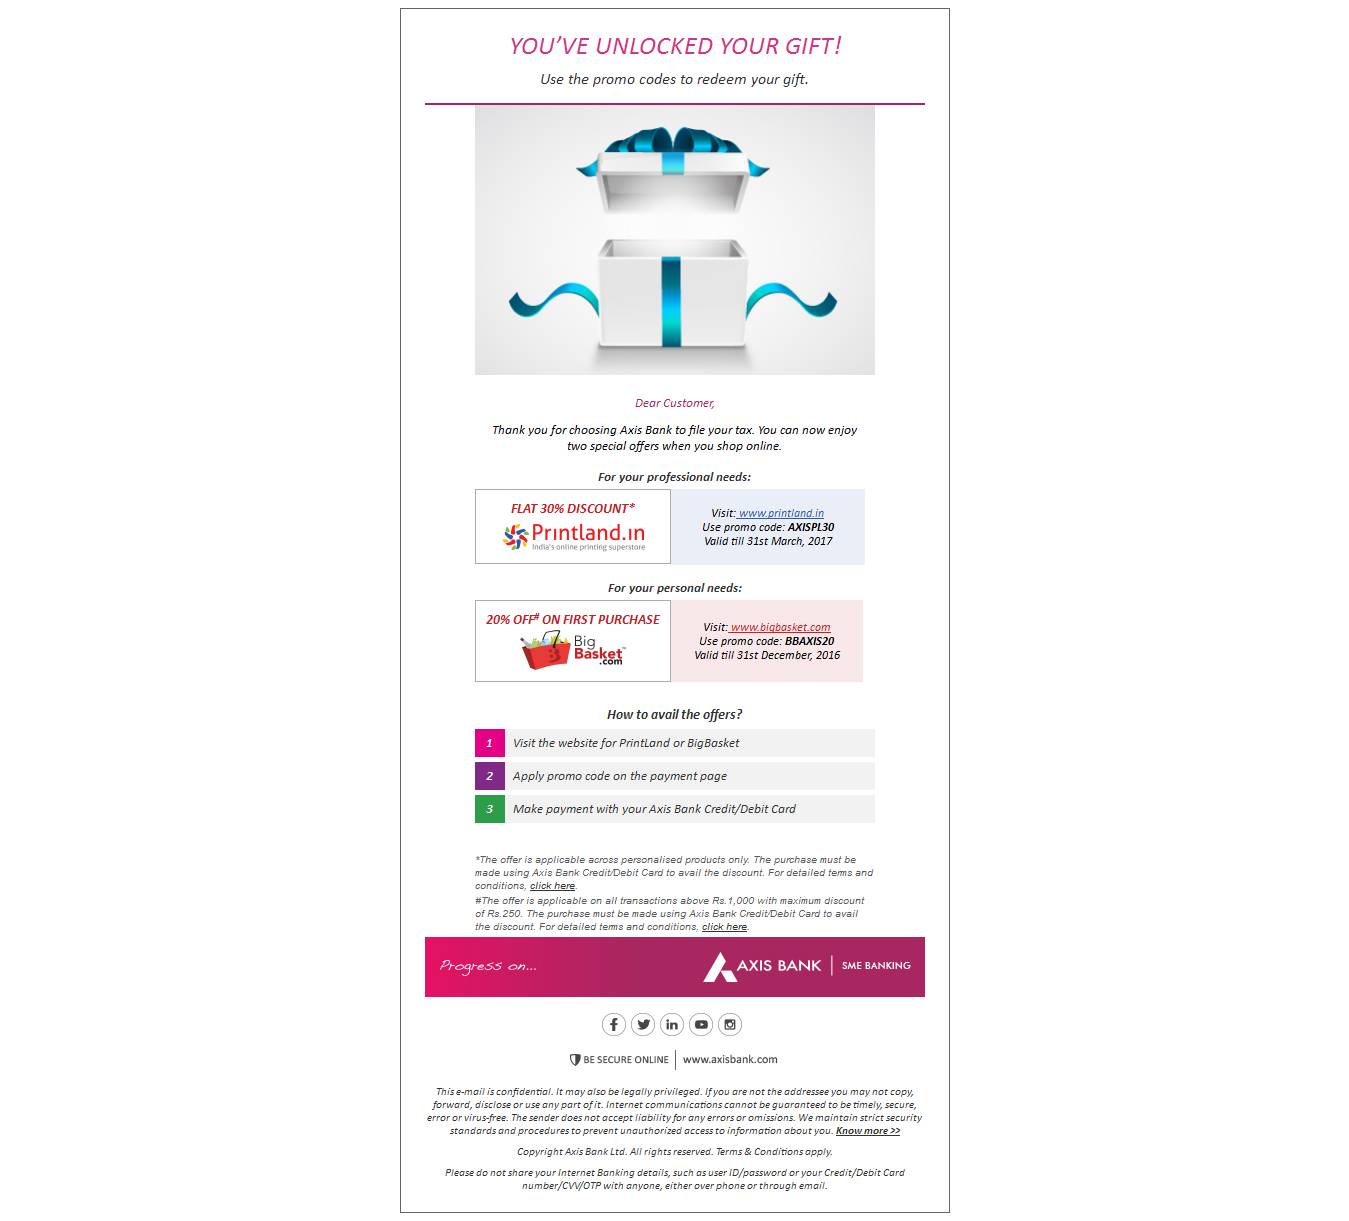 YOU’VE UNLOCKED YOUR GIFT!
Use the promo codes to redeem your gift.
Dear Customer,
Thank you for choosing Axis Bank to file your tax. You can now enjoy
two special offers when you shop online.
For your professional needs:
FLAT 30% DISCOUNT*
Printland.in
India's online printing superstore
Visit: www.printland.in
Use promo code: AXISPL30
Valid till 31st March, 2017
For your personal needs:
20% OFF# ON FIRST PURCHASE
Big
Basket™
.com
Visit: www.bigbasket.com
Use promo code: BBAXIS20
Valid till 31st December, 2016
How to avail the offers?
1 Visit the website for PrintLand or BigBasket
2 Apply promo code on the payment page
3 Make payment with your Axis Bank Credit/Debit Card
*The offer is applicable across personalised products only. The purchase must be
made using Axis Bank Credit/Debit Card to avail the discount. For detailed terms and
conditions, click here.
#The offer is applicable on all transactions above Rs.1,000 with maximum discount
of Rs.250. The purchase must be made using Axis Bank Credit/Debit Card to avail
the discount. For detailed terms and conditions, click here.
Progress on...
AXIS BANK | SME BANKING
BE SECURE ONLINE | www.axisbank.com
This e-mail is confidential. It may also be legally privileged. If you are not the addressee you may not copy,
forward, disclose or use any part of it. Internet communications cannot be guaranteed to be timely, secure,
error or virus-free. The sender does not accept liability for any errors or omissions. We maintain strict security
standards and procedures to prevent unauthorized access to information about you. Know more >>
Copyright Axis Bank Ltd. All rights reserved. Terms & Conditions apply.
Please do not share your Internet Banking details, such as user ID/password or your Credit/Debit Card
number/CVV/OTP with anyone, either over phone or through email.